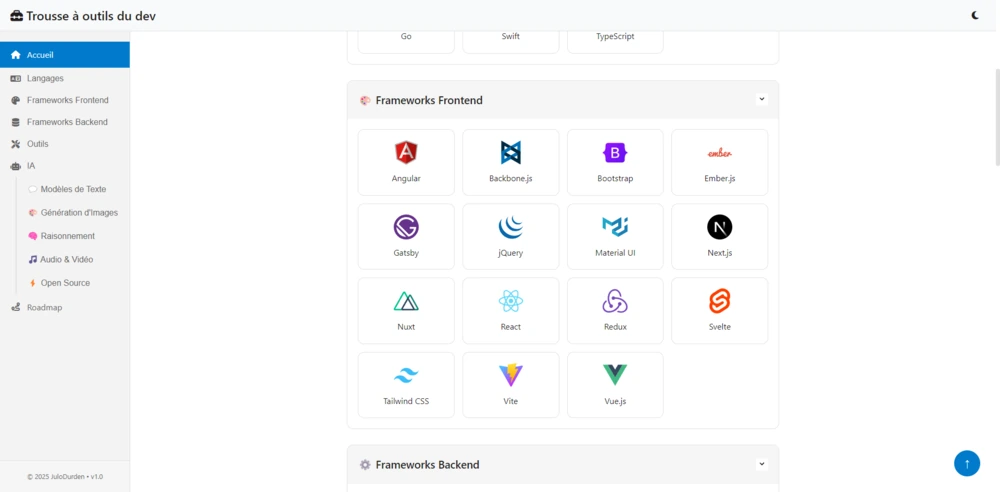 Trousse à outils du dev
Accueil
Langages
Frameworks Frontend
Frameworks Backend
Outils
IA
Modèles de Texte
Génération d'Images
Raisonnement
Audio & Vidéo
Open Source
Roadmap
© 2025 JuloDurden • v1.0
Go
Swift
TypeScript
Frameworks Frontend
Angular
Backbone.js
B
Bootstrap
ember
Ember.js
Gatsby
jQuery
Material UI
Next.js
Nuxt
React
Redux
Svelte
Tailwind CSS
Vite
Vue.js
Frameworks Backend